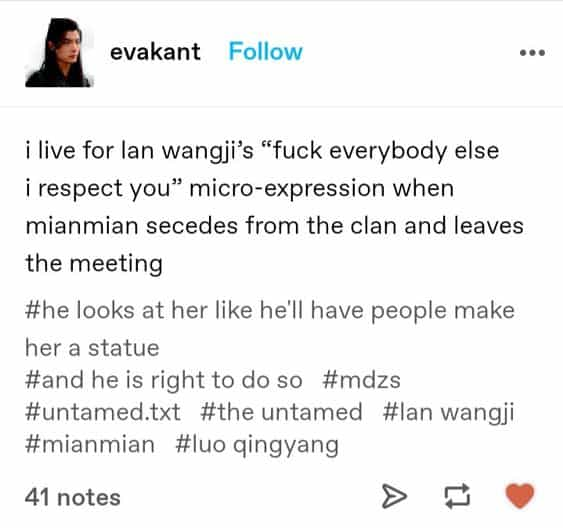 evakant Follow
i live for lan wangji's “fuck everybody else
i respect you” micro-expression when
mianmian secedes from the clan and leaves
the meeting
#he looks at her like he'll have people make
her a statue
#and he is right to do so #mdzs
#untamed.txt #the untamed #lan wangji
#mianmian #luo qingyang
41 notes